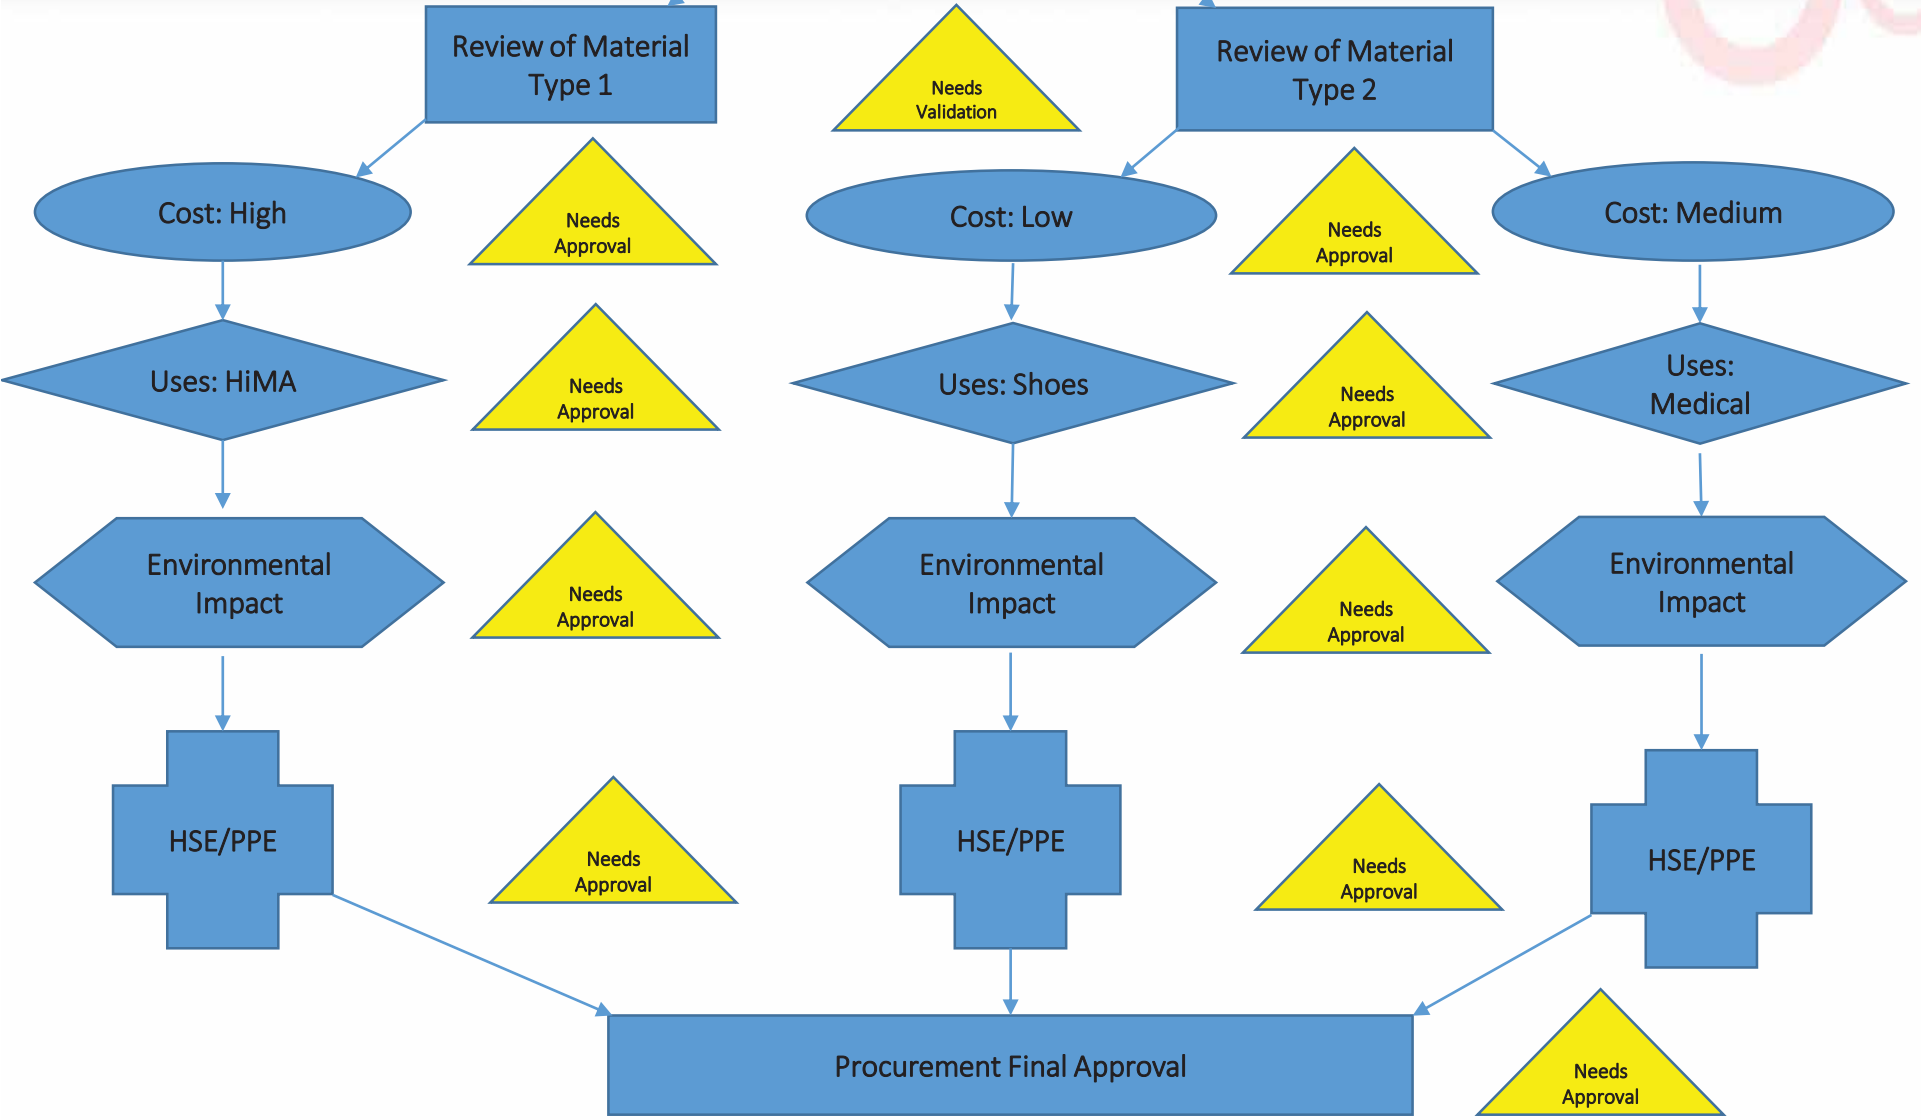 Review of Material
Type 1
Needs
Validation
Review of Material
Type 2
Cost: High
Needs
Approval
Cost: Low
Needs
Approval
Cost: Medium
Uses: HiMA
Needs
Approval
Uses: Shoes
Needs
Approval
Uses:
Medical
Environmental
Impact
Needs
Approval
Environmental
Impact
Needs
Approval
Environmental
Impact
HSE/PPE
Needs
Approval
HSE/PPE
Needs
Approval
HSE/PPE
Procurement Final Approval
Needs
Approval